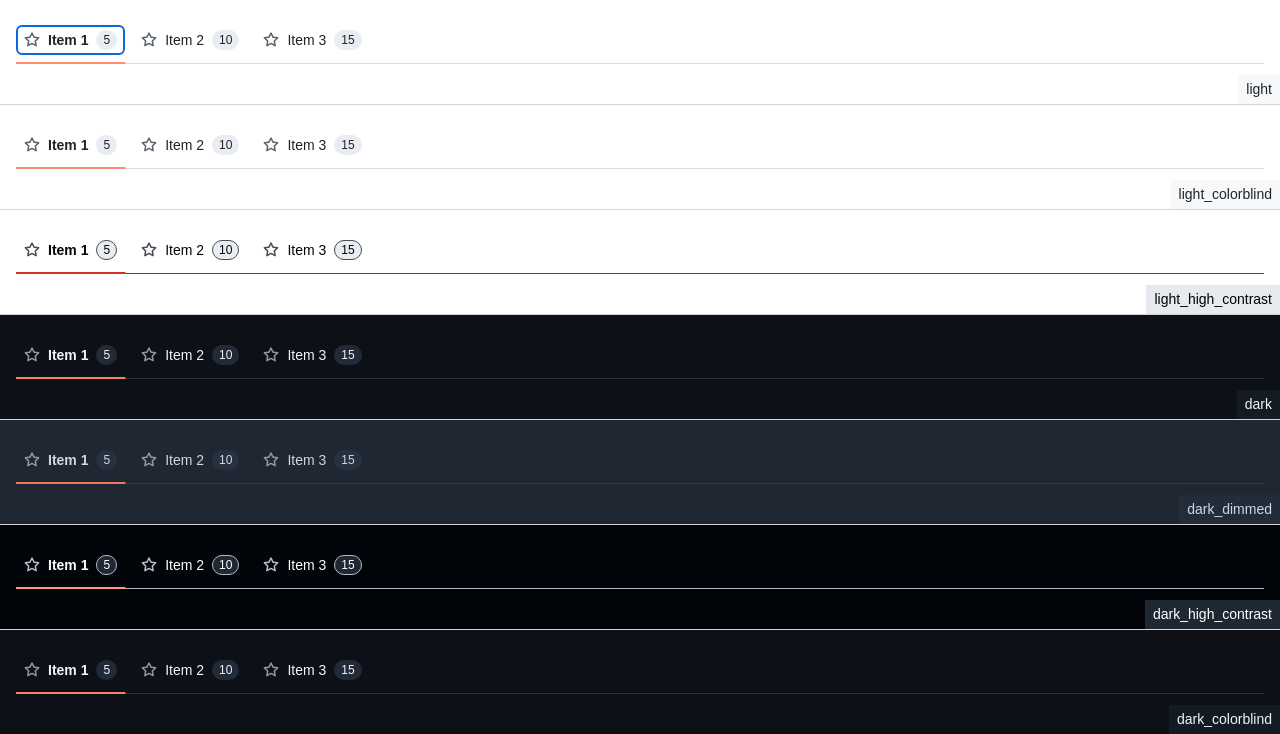 Item 1 5 Item 2 10 Item 3 15
light
Item 1 5 Item 2 10 Item 3 15
light_colorblind
Item 1 5 Item 2 10 Item 3 15
light_high_contrast
Item 1 5 Item 2 10 Item 3 15
dark
Item 1 5 Item 2 10 Item 3 15
dark_dimmed
Item 1 5 Item 2 10 Item 3 15
dark_high_contrast
Item 1 5 Item 2 10 Item 3 15
dark_colorblind